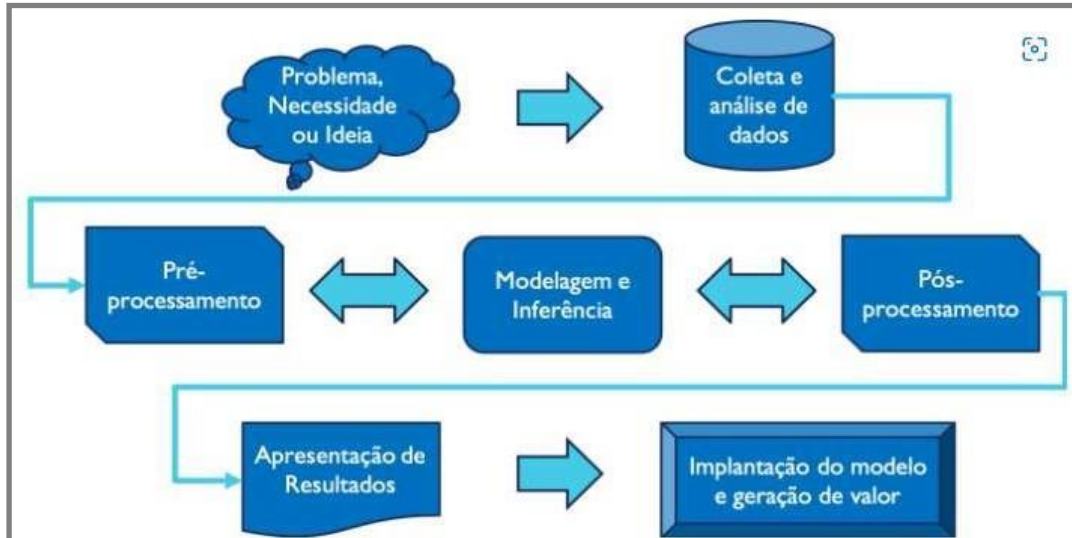 Problema,
Necessidade
ou Ideia
Coleta e
análise de
dados
Pré-
processamento
Modelagem e
Inferência
Pós-
processamento
Apresentação de
Resultados
Implantação do modelo
e geração de valor